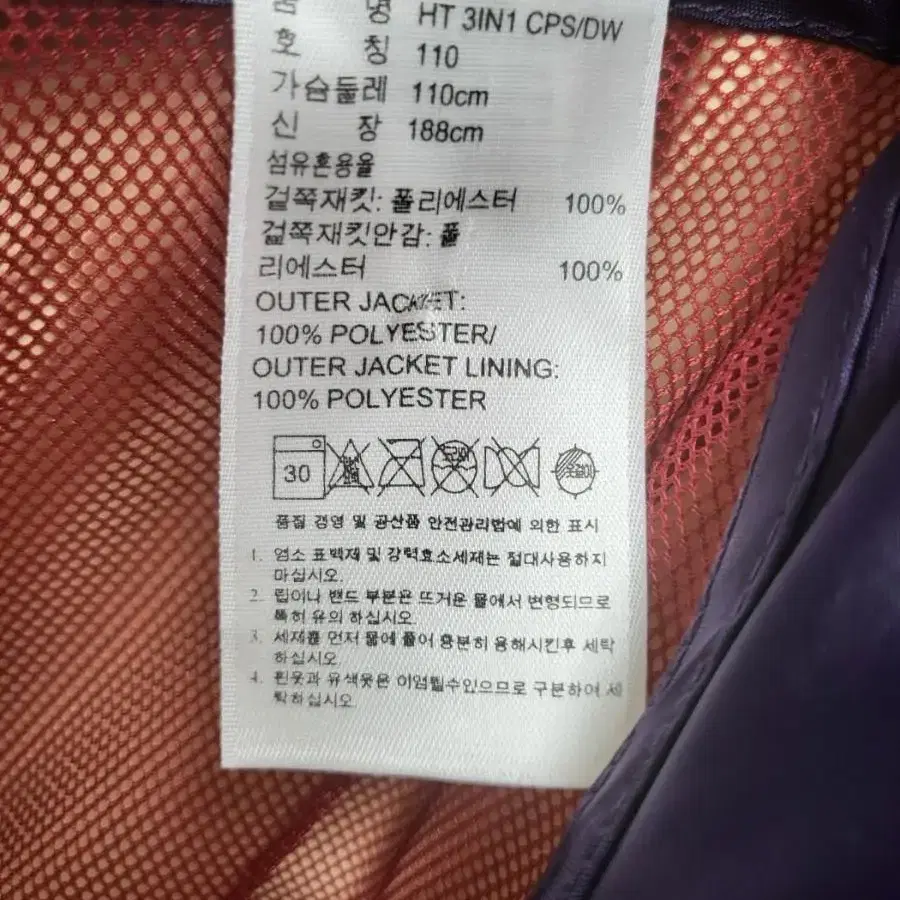 품 명 HT 3IN1 CPS/DW
호 칭 110
가슴둘레 110cm
신 장 188cm
섬유혼용율
겉쪽재킷: 폴리에스터 100%
겉쪽재킷안감: 폴
리에스터 100%
OUTER JACKET:
100% POLYESTER/
OUTER JACKET LINING:
100% POLYESTER
30
품질 경영 및 공산품 안전관리법에 의한 표시
1. 염소 표백제 및 강력효소세제는 절대사용하지
마십시오.
2. 립이나 밴드 부분은 뜨거운 물에서 변형되므로
특히 유의 하십시오.
3. 세제를 먼저 물에 풀어 충분히 용해시킨후 세탁
하십시오.
4. 흰옷과 유색옷은 이염될수있으므로 구분하여 세
탁하십시오.